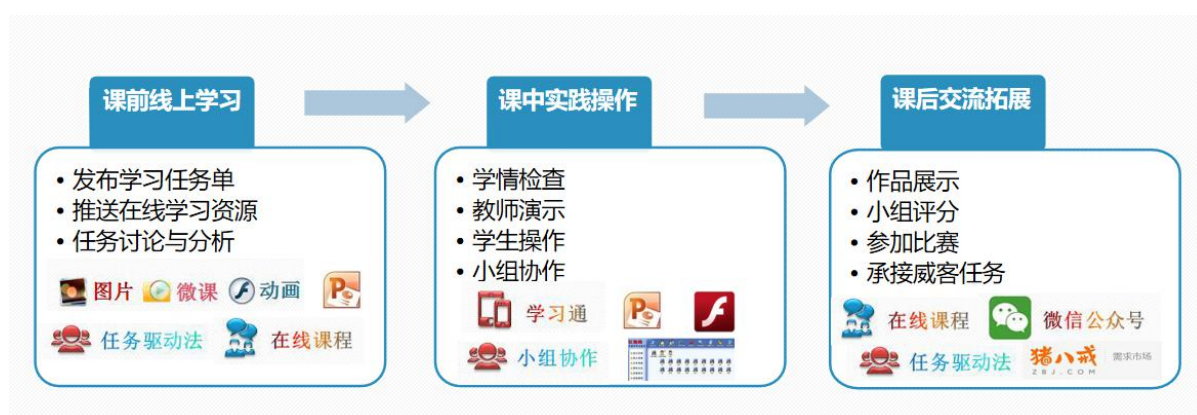 课前线上学习
• 发布学习任务单
• 推送在线学习资源
• 任务讨论与分析
图片 微课 动画
任务驱动法 在线课程
课中实践操作
• 学情检查
• 教师演示
• 学生操作
• 小组协作
学习通
小组协作
课后交流拓展
• 作品展示
• 小组评分
• 参加比赛
• 承接威客任务
在线课程 微信公众号
任务驱动法 猪八戒 需求市场
ZBJ.COM